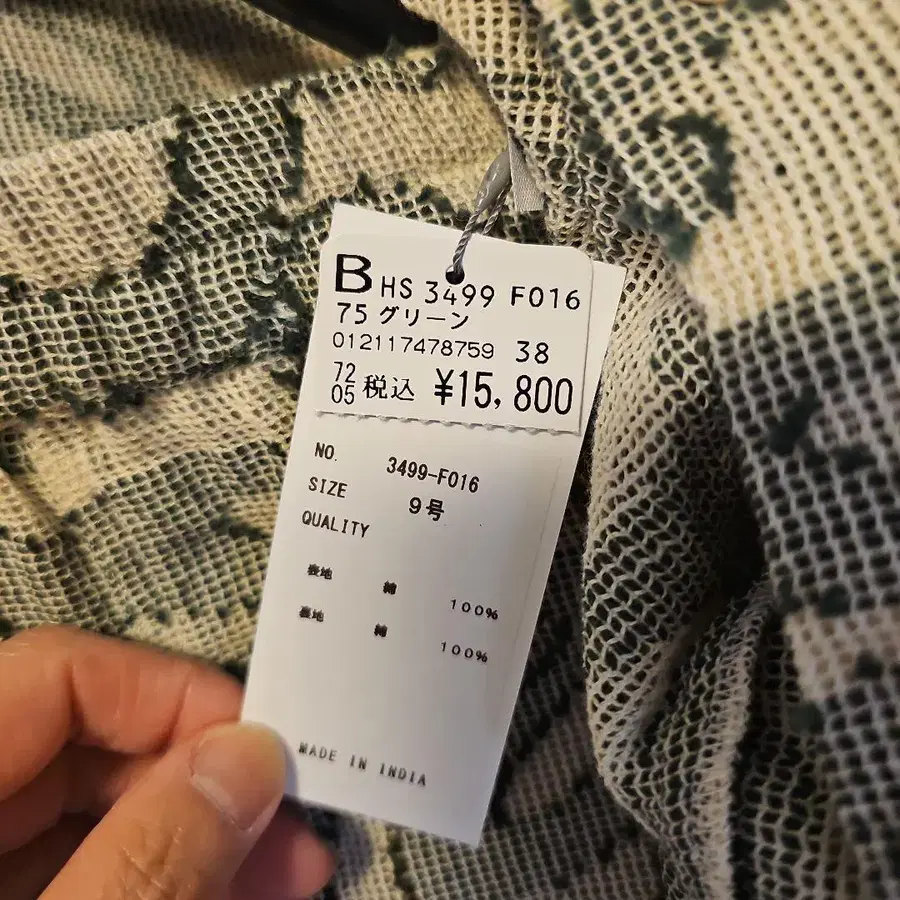 B HS 3499 F016
75 グリーン
012117478759 38
72
05 税込 ¥15,800
NO. 3499-F016
SIZE 9号
QUALITY
表地 綿 100%
裏地 綿 100%
MADE IN INDIA